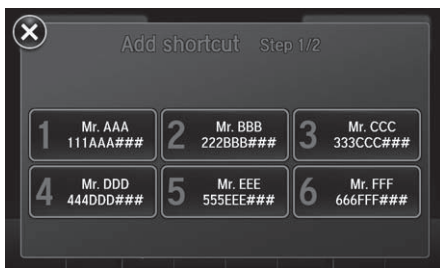 Add shortcut Step 1/2
1 Mr. AAA
111AAA###
2 Mr. BBB
222BBB###
3 Mr. CCC
333CCC###
4 Mr. DDD
444DDD###
5 Mr. EEE
555EEE###
6 Mr. FFF
666FFF###